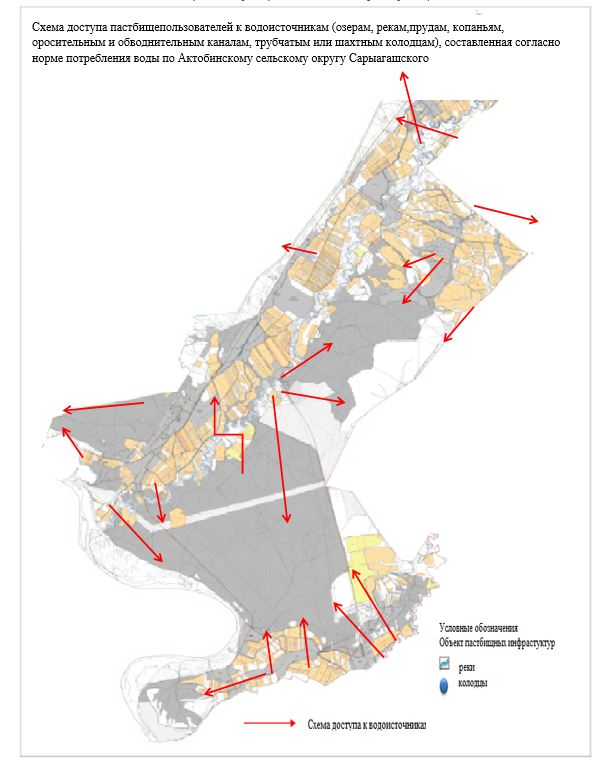 Схема доступа пастбищепользователей к водоисточникам (озерам, рекам,прудам, копаньям,
оросительным и обводнительным каналам, трубчатым или шахтным колодцам), составленная согласно
норме потребления воды по Актобинскому сельскому округу Сарыагашского
Условные обозначения
Объект пастбищных инфраструктур
реки
колодцы
Схема доступа к водоисточникам